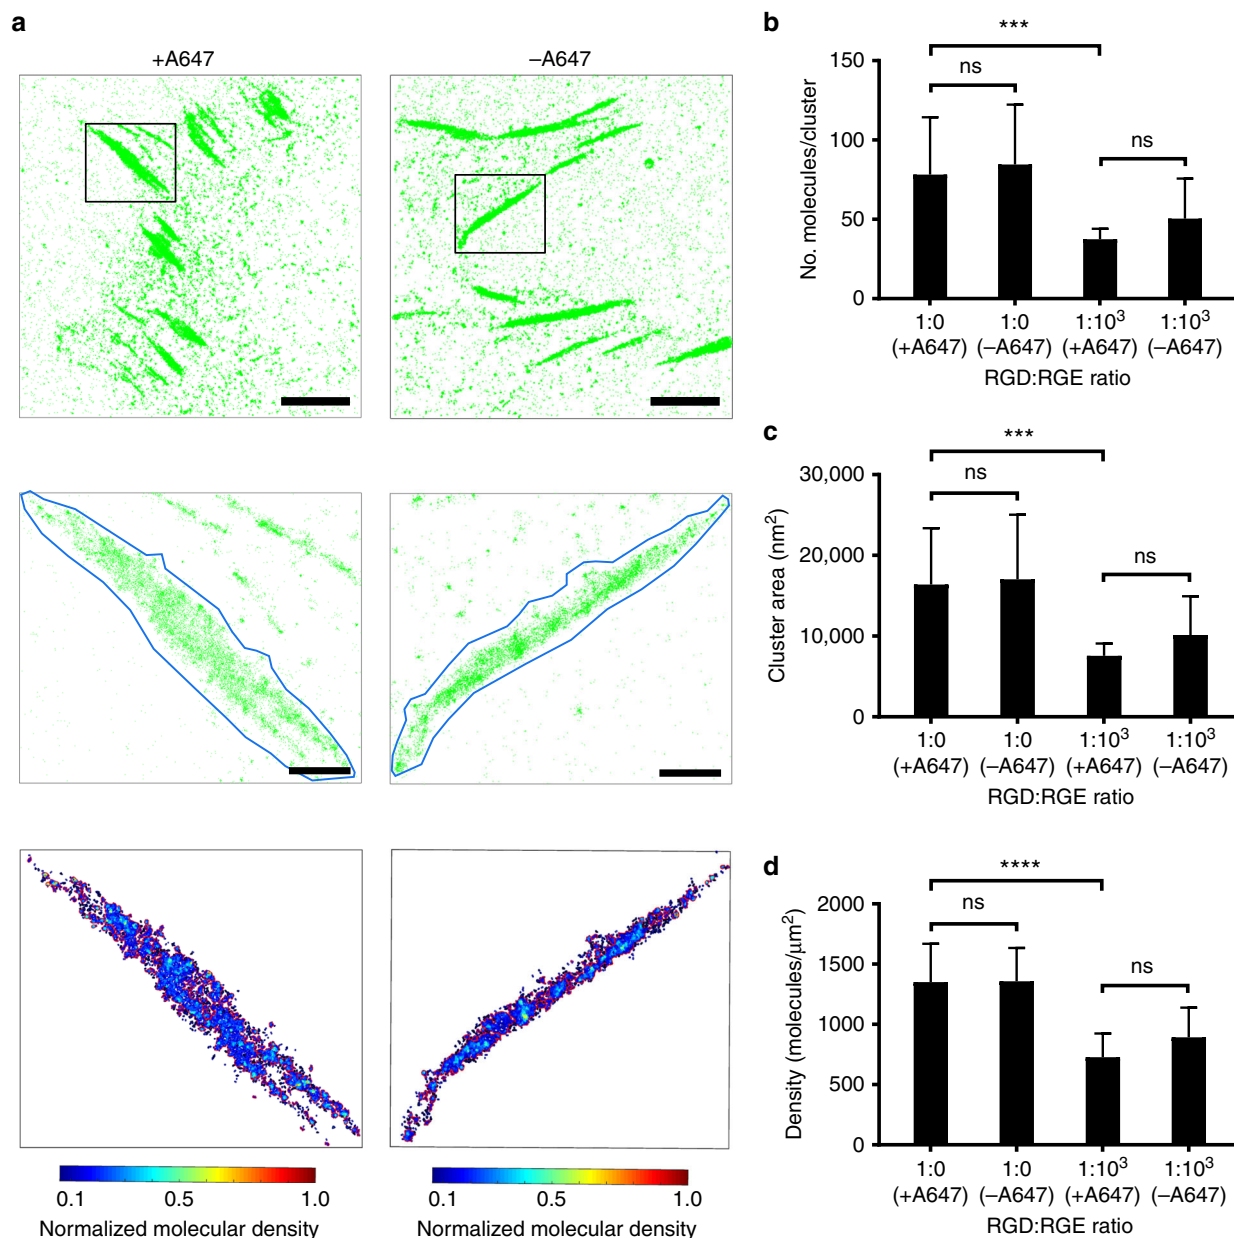 a
+A647
–A647
0.1 0.5 1.0
Normalized molecular density
0.1 0.5 1.0
Normalized molecular density
b
***
ns
ns
No. molecules/cluster
150
100
50
0
1:0 1:0 1:10³ 1:10³
(+A647) (–A647) (+A647) (–A647)
RGD:RGE ratio
c
***
ns
ns
Cluster area (nm²)
30,000
20,000
10,000
0
1:0 1:0 1:10³ 1:10³
(+A647) (–A647) (+A647) (–A647)
RGD:RGE ratio
d
****
ns
ns
Density (molecules/μm²)
2000
1500
1000
500
0
1:0 1:0 1:10³ 1:10³
(+A647) (–A647) (+A647) (–A647)
RGD:RGE ratio